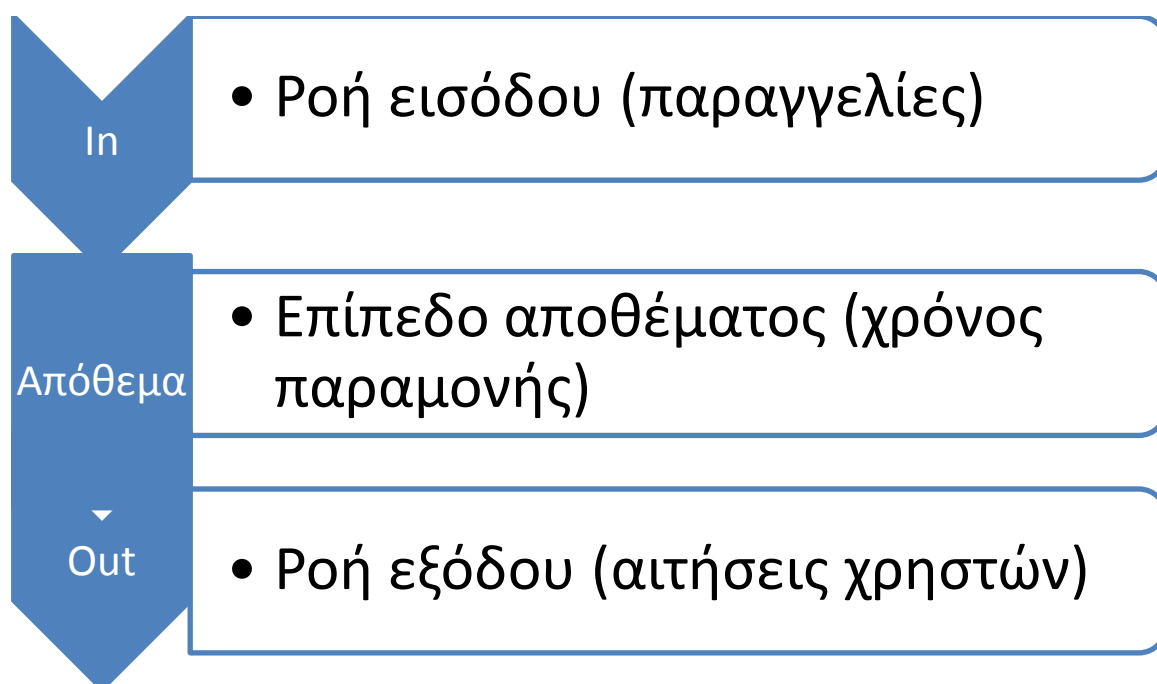 In
• Ροή εισόδου (παραγγελίες)
Απόθεμα
• Επίπεδο αποθέματος (χρόνος
παραμονής)
Out
• Ροή εξόδου (αιτήσεις χρηστών)